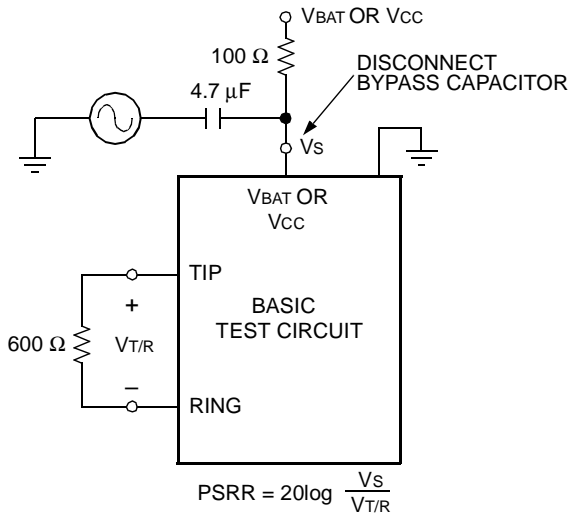 VBAT OR VCC
100 Ω
DISCONNECT
BYPASS CAPACITOR
4.7 µF
VS
VBAT OR
VCC
TIP
+
BASIC
TEST CIRCUIT
600 Ω
VT/R
–
RING
PSRR = 20log VS
VT/R